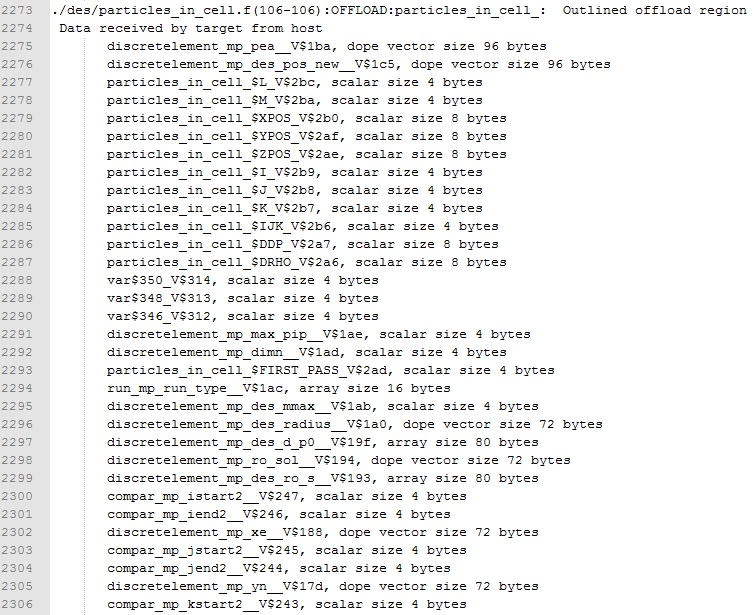 2273 ./des/particles_in_cell.f(106-106):OFFLOAD:particles_in_cell_:  Outlined offload region
2274 Data received by target from host
2275 discretelement_mp_pea__V$1ba, dope vector size 96 bytes
2276 discretelement_mp_des_pos_new__V$1c5, dope vector size 96 bytes
2277 particles_in_cell_$L_V$2bc, scalar size 4 bytes
2278 particles_in_cell_$M_V$2ba, scalar size 4 bytes
2279 particles_in_cell_$XPOS_V$2b0, scalar size 8 bytes
2280 particles_in_cell_$YPOS_V$2af, scalar size 8 bytes
2281 particles_in_cell_$ZPOS_V$2ae, scalar size 8 bytes
2282 particles_in_cell_$I_V$2b9, scalar size 4 bytes
2283 particles_in_cell_$J_V$2b8, scalar size 4 bytes
2284 particles_in_cell_$K_V$2b7, scalar size 4 bytes
2285 particles_in_cell_$IJK_V$2b6, scalar size 4 bytes
2286 particles_in_cell_$DDP_V$2a7, scalar size 8 bytes
2287 particles_in_cell_$DRHO_V$2a6, scalar size 8 bytes
2288 var$350_V$314, scalar size 4 bytes
2289 var$348_V$313, scalar size 4 bytes
2290 var$346_V$312, scalar size 4 bytes
2291 discretelement_mp_max_pip__V$1ae, scalar size 4 bytes
2292 discretelement_mp_dimn__V$1ad, scalar size 4 bytes
2293 particles_in_cell_$FIRST_PASS_V$2ad, scalar size 4 bytes
2294 run_mp_run_type__V$1ac, array size 16 bytes
2295 discretelement_mp_des_mmax__V$1ab, scalar size 4 bytes
2296 discretelement_mp_des_radius__V$1a0, dope vector size 72 bytes
2297 discretelement_mp_des_d_p0__V$19f, array size 80 bytes
2298 discretelement_mp_ro_sol__V$194, dope vector size 72 bytes
2299 discretelement_mp_des_ro_s__V$193, array size 80 bytes
2300 compar_mp_istart2__V$247, scalar size 4 bytes
2301 compar_mp_iend2__V$246, scalar size 4 bytes
2302 discretelement_mp_xe__V$188, dope vector size 72 bytes
2303 compar_mp_jstart2__V$245, scalar size 4 bytes
2304 compar_mp_jend2__V$244, scalar size 4 bytes
2305 discretelement_mp_yn__V$17d, dope vector size 72 bytes
2306 compar_mp_kstart2__V$243, scalar size 4 bytes